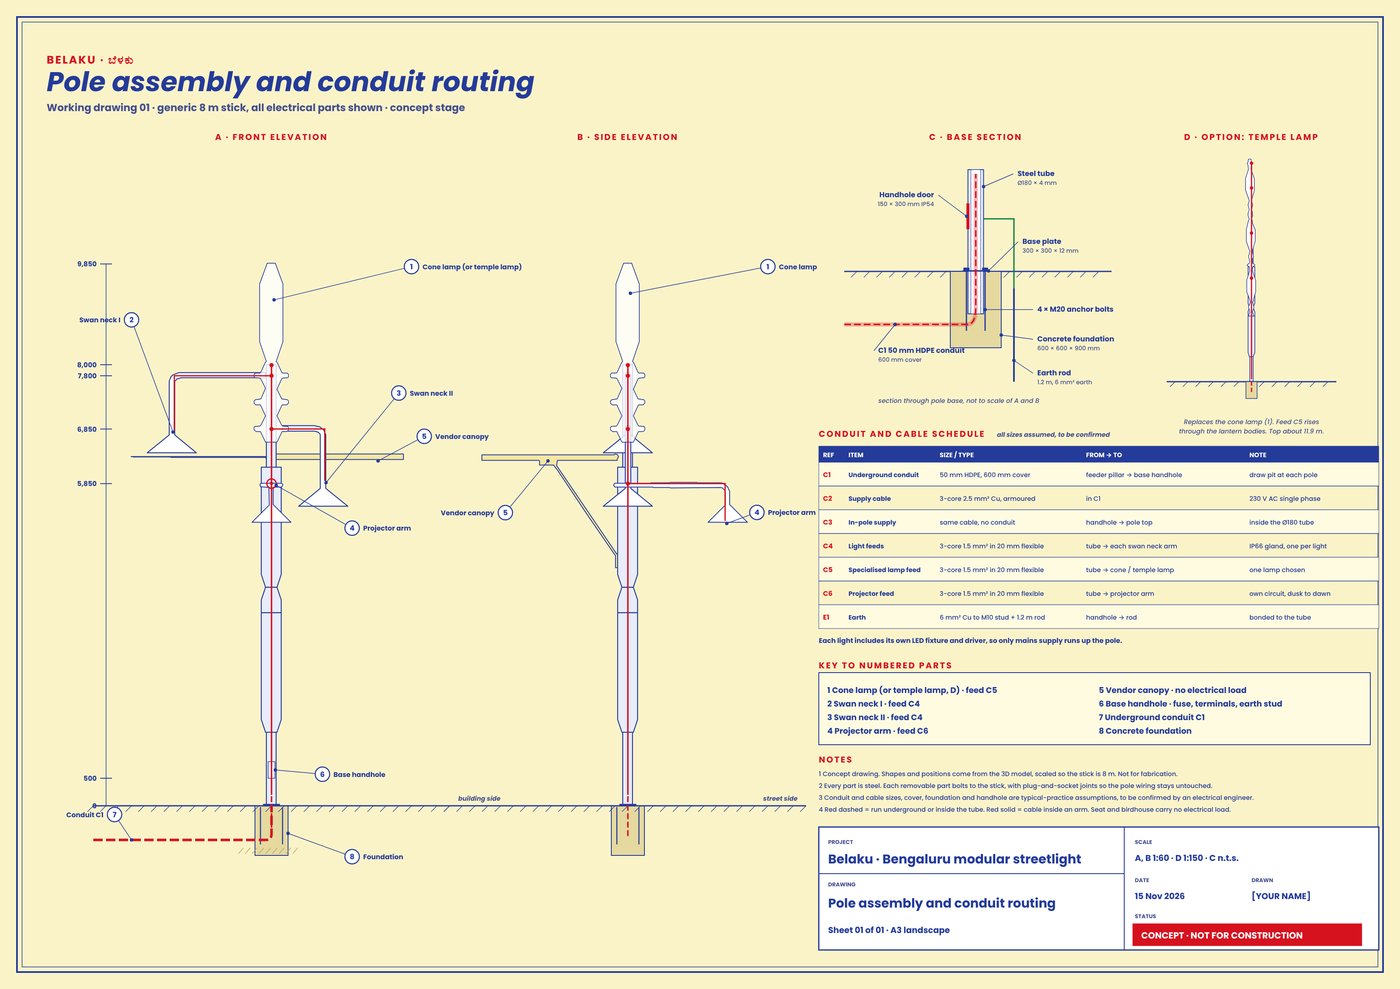 BELAKU · ಬೆಳಕು
Pole assembly and conduit routing
Working drawing 01 · generic 8 m stick, all electrical parts shown · concept stage
A · FRONT ELEVATION
9,850
8,000
7,800
6,850
5,850
500
0
1 Cone lamp (or temple lamp)
Swan neck I 2
3 Swan neck II
5 Vendor canopy
4 Projector arm
6 Base handhole
Conduit C1 7
8 Foundation
B · SIDE ELEVATION
1 Cone lamp
Vendor canopy 5
4 Projector arm
building side
street side
C · BASE SECTION
Steel tube
Ø180 × 4 mm
Handhole door
150 × 300 mm IP54
Base plate
300 × 300 × 12 mm
4 × M20 anchor bolts
Concrete foundation
600 × 600 × 900 mm
C1 50 mm HDPE conduit
600 mm cover
Earth rod
1.2 m, 6 mm² earth
section through pole base, not to scale of A and B
D · OPTION: TEMPLE LAMP
Replaces the cone lamp (1). Feed C5 rises
through the lantern bodies. Top about 11.9 m.
CONDUIT AND CABLE SCHEDULE all sizes assumed, to be confirmed
REF ITEM SIZE / TYPE FROM → TO NOTE
C1 Underground conduit 50 mm HDPE, 600 mm cover feeder pillar → base handhole draw pit at each pole
C2 Supply cable 3-core 2.5 mm² Cu, armoured in C1 230 V AC single phase
C3 In-pole supply same cable, no conduit handhole → pole top inside the Ø180 tube
C4 Light feeds 3-core 1.5 mm² in 20 mm flexible tube → each swan neck arm IP66 gland, one per light
C5 Specialised lamp feed 3-core 1.5 mm² in 20 mm flexible tube → cone / temple lamp one lamp chosen
C6 Projector feed 3-core 1.5 mm² in 20 mm flexible tube → projector arm own circuit, dusk to dawn
E1 Earth 6 mm² Cu to M10 stud + 1.2 m rod handhole → rod bonded to the tube
Each light includes its own LED fixture and driver, so only mains supply runs up the pole.
KEY TO NUMBERED PARTS
1 Cone lamp (or temple lamp, D) · feed C5
2 Swan neck I · feed C4
3 Swan neck II · feed C4
4 Projector arm · feed C6
5 Vendor canopy · no electrical load
6 Base handhole · fuse, terminals, earth stud
7 Underground conduit C1
8 Concrete foundation
NOTES
1 Concept drawing. Shapes and positions come from the 3D model, scaled so the stick is 8 m. Not for fabrication.
2 Every part is steel. Each removable part bolts to the stick, with plug-and-socket joints so the pole wiring stays untouched.
3 Conduit and cable sizes, cover, foundation and handhole are typical-practice assumptions, to be confirmed by an electrical engineer.
4 Red dashed = run underground or inside the tube. Red solid = cable inside an arm. Seat and birdhouse carry no electrical load.
PROJECT
Belaku · Bengaluru modular streetlight
DRAWING
Pole assembly and conduit routing
Sheet 01 of 01 · A3 landscape
SCALE
A, B 1:60 · D 1:150 · C n.t.s.
DATE DRAWN
15 Nov 2026 [YOUR NAME]
STATUS
CONCEPT · NOT FOR CONSTRUCTION